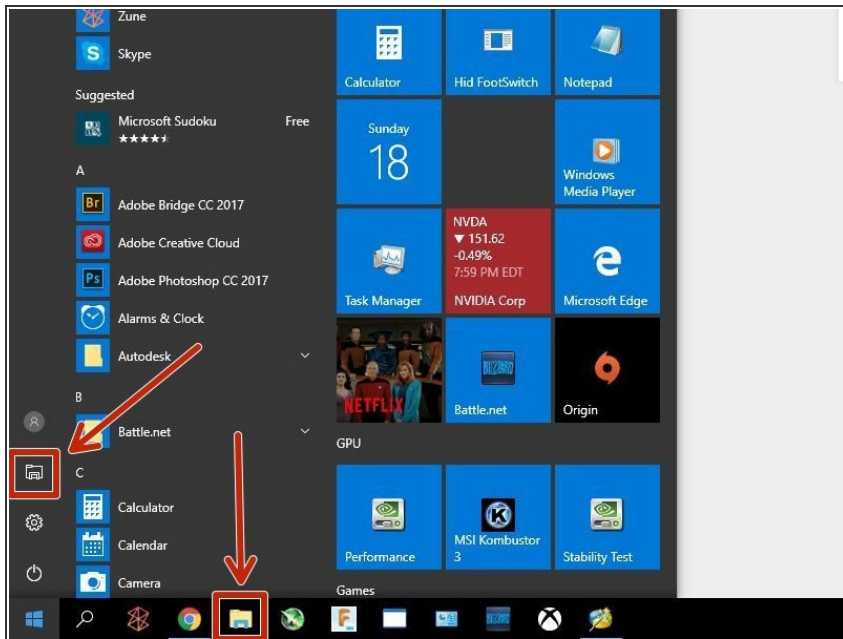 Zune
Skype
Suggested
Microsoft Sudoku Free
A
Br Adobe Bridge CC 2017
Adobe Creative Cloud
Ps Adobe Photoshop CC 2017
Alarms & Clock
Autodesk
B
Battle.net
C
Calculator
Calendar
Camera
Calculator
Hid FootSwitch
Notepad
Sunday
18
Windows
Media Player
Task Manager
NVDA
▼ 151.62
-0.49%
7:59 PM EDT
NVIDIA Corp
Microsoft Edge
NETFLIX
BLIZZARD
Battle.net
Origin
GPU
Performance
K
MSI Kombustor
3
Stability Test
Games